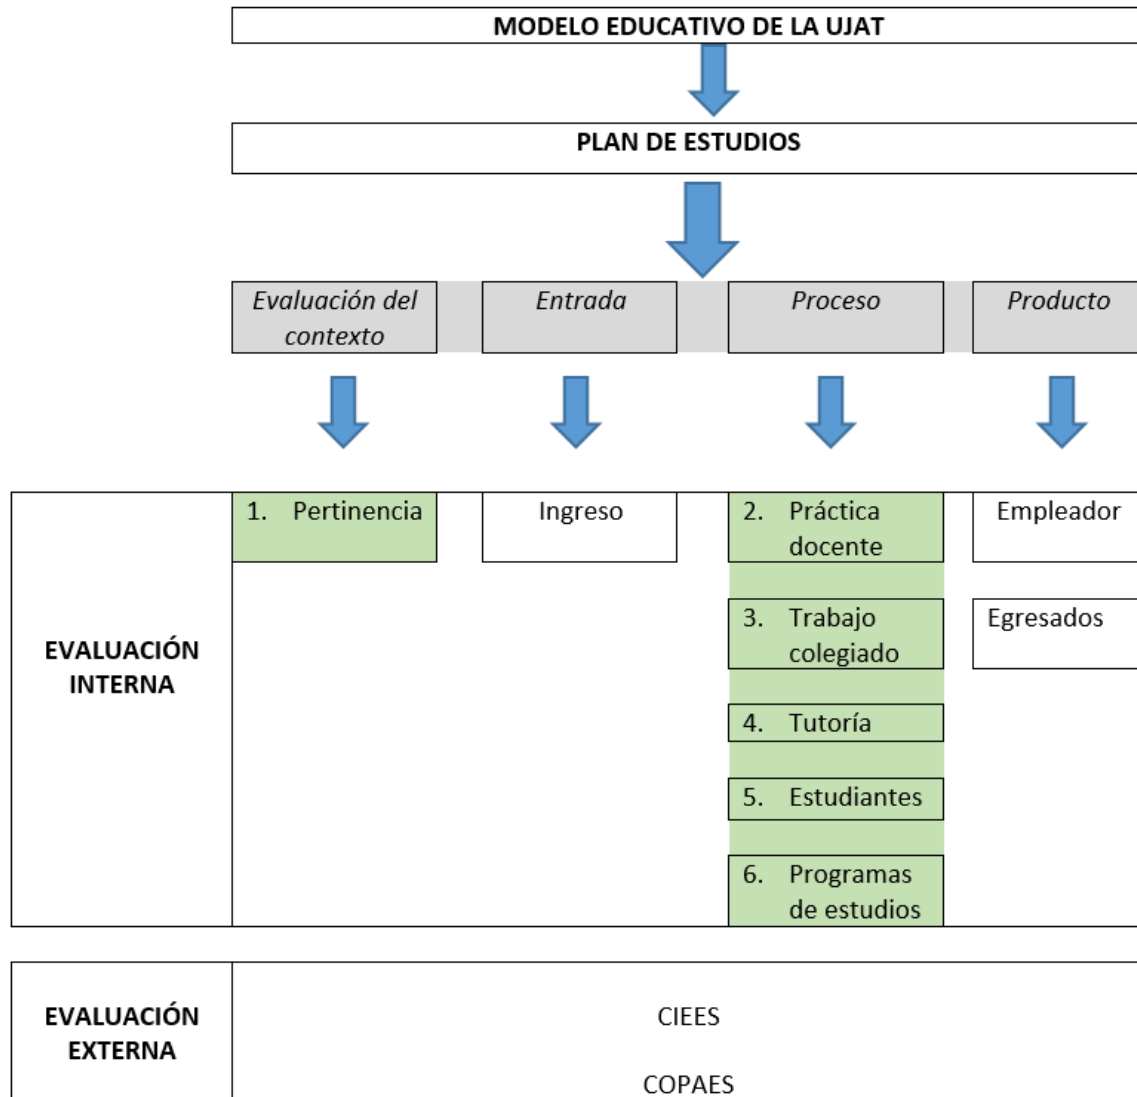 MODELO EDUCATIVO DE LA UJAT
PLAN DE ESTUDIOS
Evaluación del
contexto
Entrada
Proceso
Producto
EVALUACIÓN
INTERNA
1. Pertinencia
Ingreso
2. Práctica
docente
3. Trabajo
colegiado
4. Tutoría
5. Estudiantes
6. Programas
de estudios
Empleador
Egresados
EVALUACIÓN
EXTERNA
CIEES
COPAES